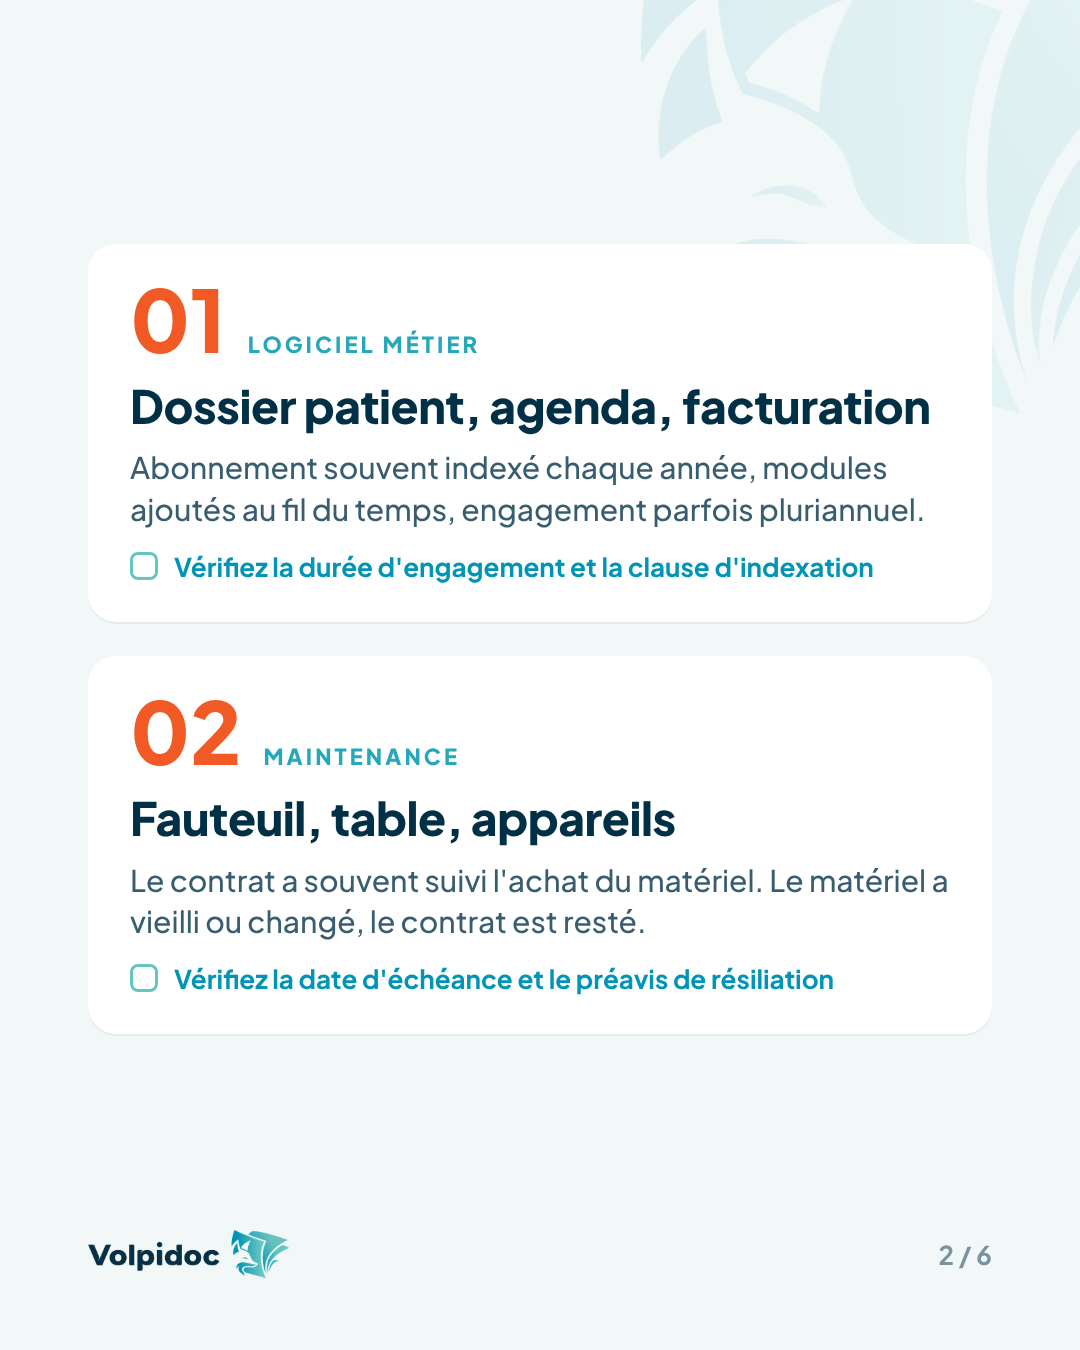 01 LOGICIEL MÉTIER
Dossier patient, agenda, facturation
Abonnement souvent indexé chaque année, modules
ajoutés au fil du temps, engagement parfois pluriannuel.
Vérifiez la durée d'engagement et la clause d'indexation
02 MAINTENANCE
Fauteuil, table, appareils
Le contrat a souvent suivi l'achat du matériel. Le matériel a
vieilli ou changé, le contrat est resté.
Vérifiez la date d'échéance et le préavis de résiliation
Volpidoc
2 / 6